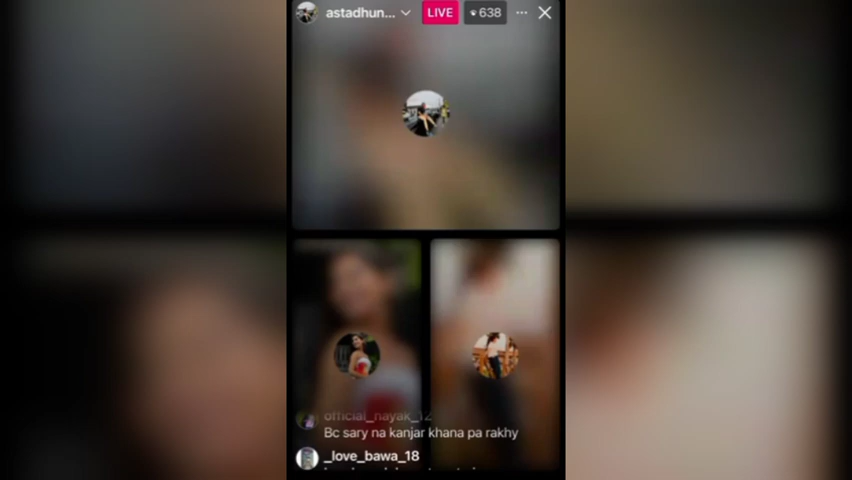 astadhun...
LIVE
638
official_nayak_12
Bc sary na kanjar khana pa rakhy
_love_bawa_18